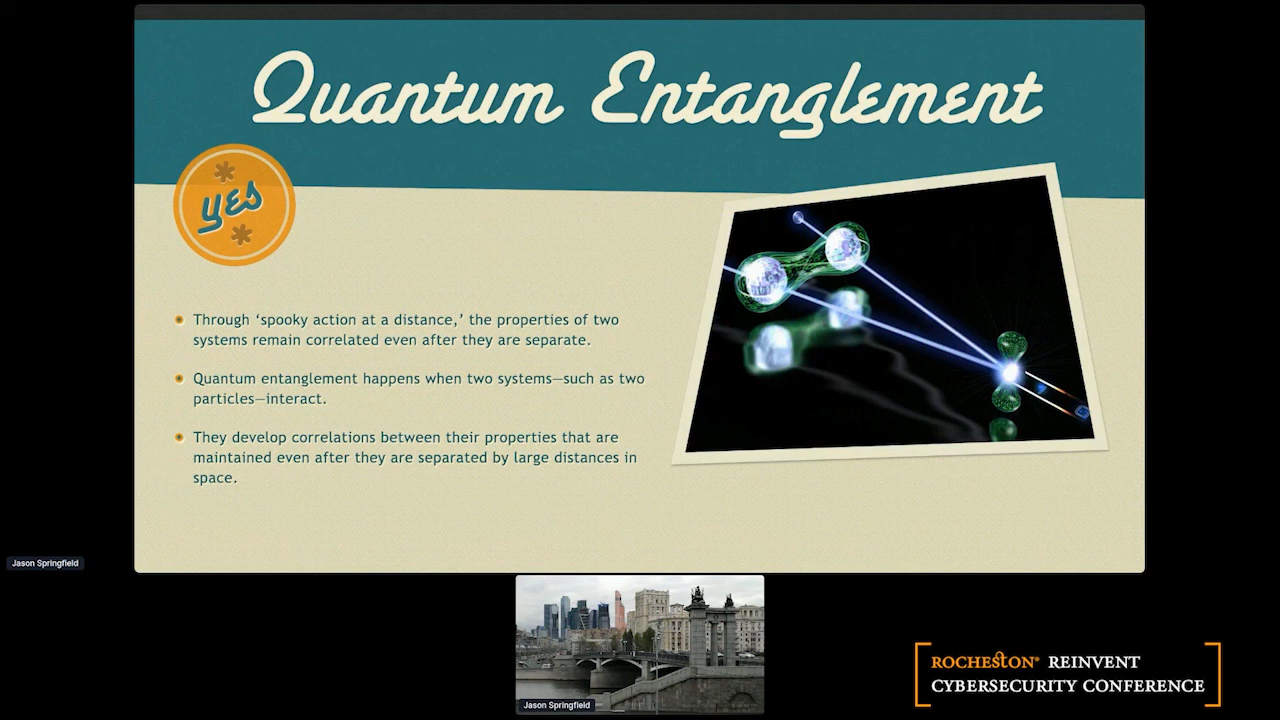 Quantum Entanglement
yes
Through ‘spooky action at a distance,’ the properties of two
systems remain correlated even after they are separate.
Quantum entanglement happens when two systems—such as two
particles—interact.
They develop correlations between their properties that are
maintained even after they are separated by large distances in
space.
Jason Springfield
Jason Springfield
ROCHESTON® REINVENT
CYBERSECURITY CONFERENCE